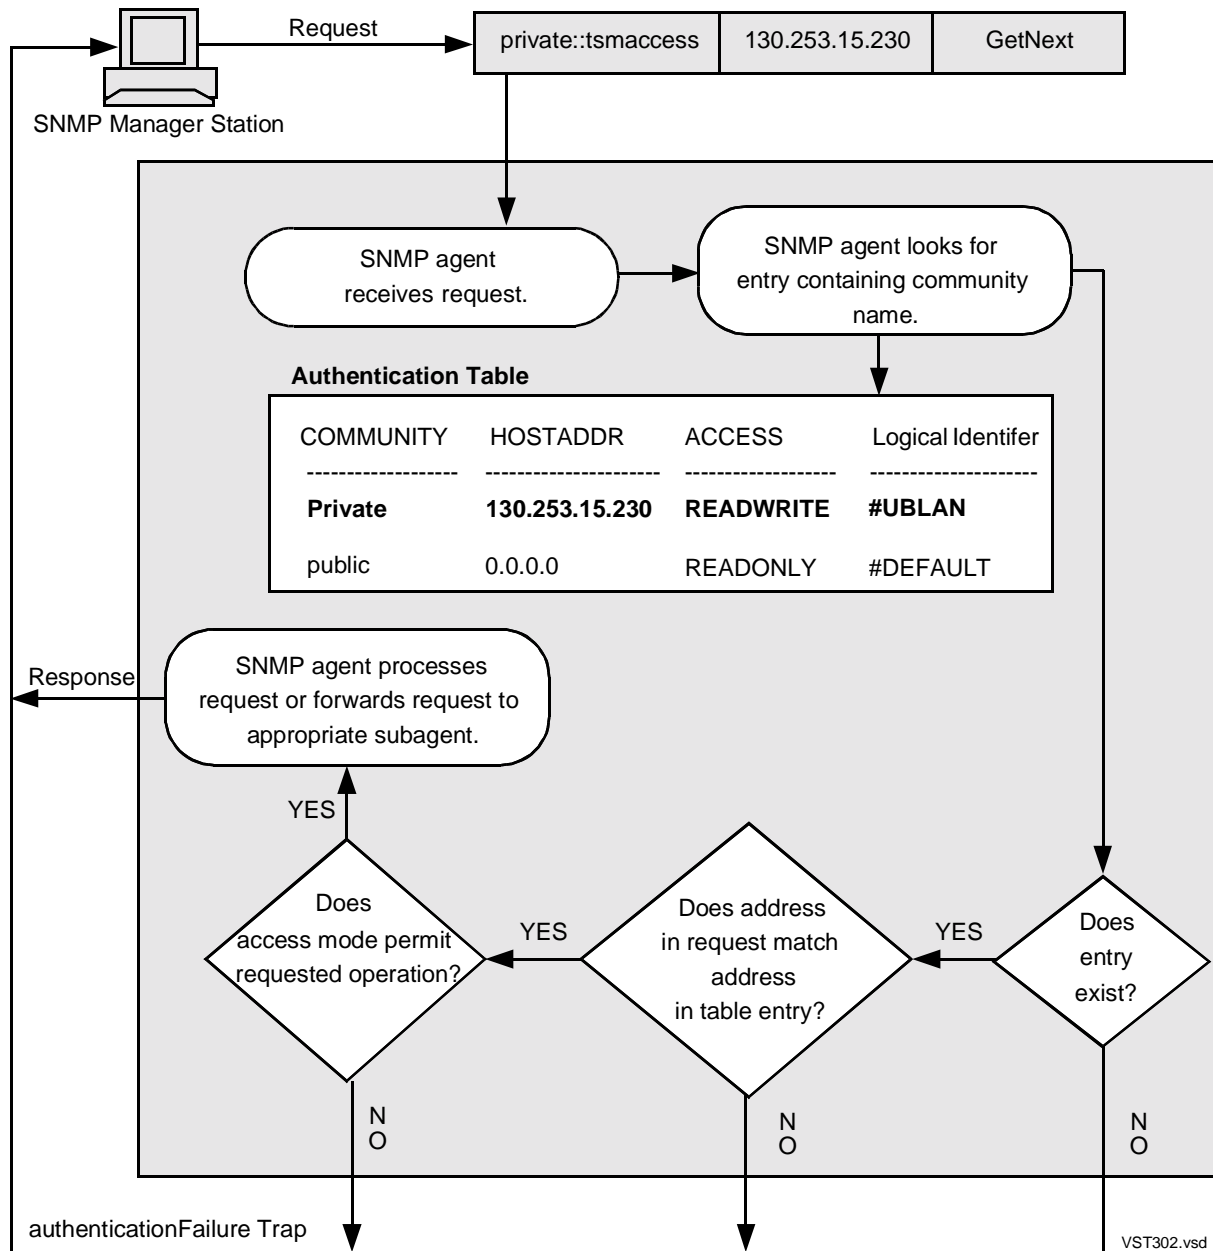 Request
private::tsmaccess 130.253.15.230 GetNext
SNMP Manager Station
SNMP agent
receives request.
SNMP agent looks for
entry containing community
name.
Authentication Table
COMMUNITY HOSTADDR ACCESS Logical Identifer
------------------- ---------------------- ------------------- ---------------------
Private 130.253.15.230 READWRITE #UBLAN
public 0.0.0.0 READONLY #DEFAULT
Response
SNMP agent processes
request or forwards request to
appropriate subagent.
YES
Does
access mode permit
requested operation?
YES
Does address
in request match
address
in table entry?
YES
Does
entry
exist?
N
O
N
O
N
O
authenticationFailure Trap
VST302.vsd